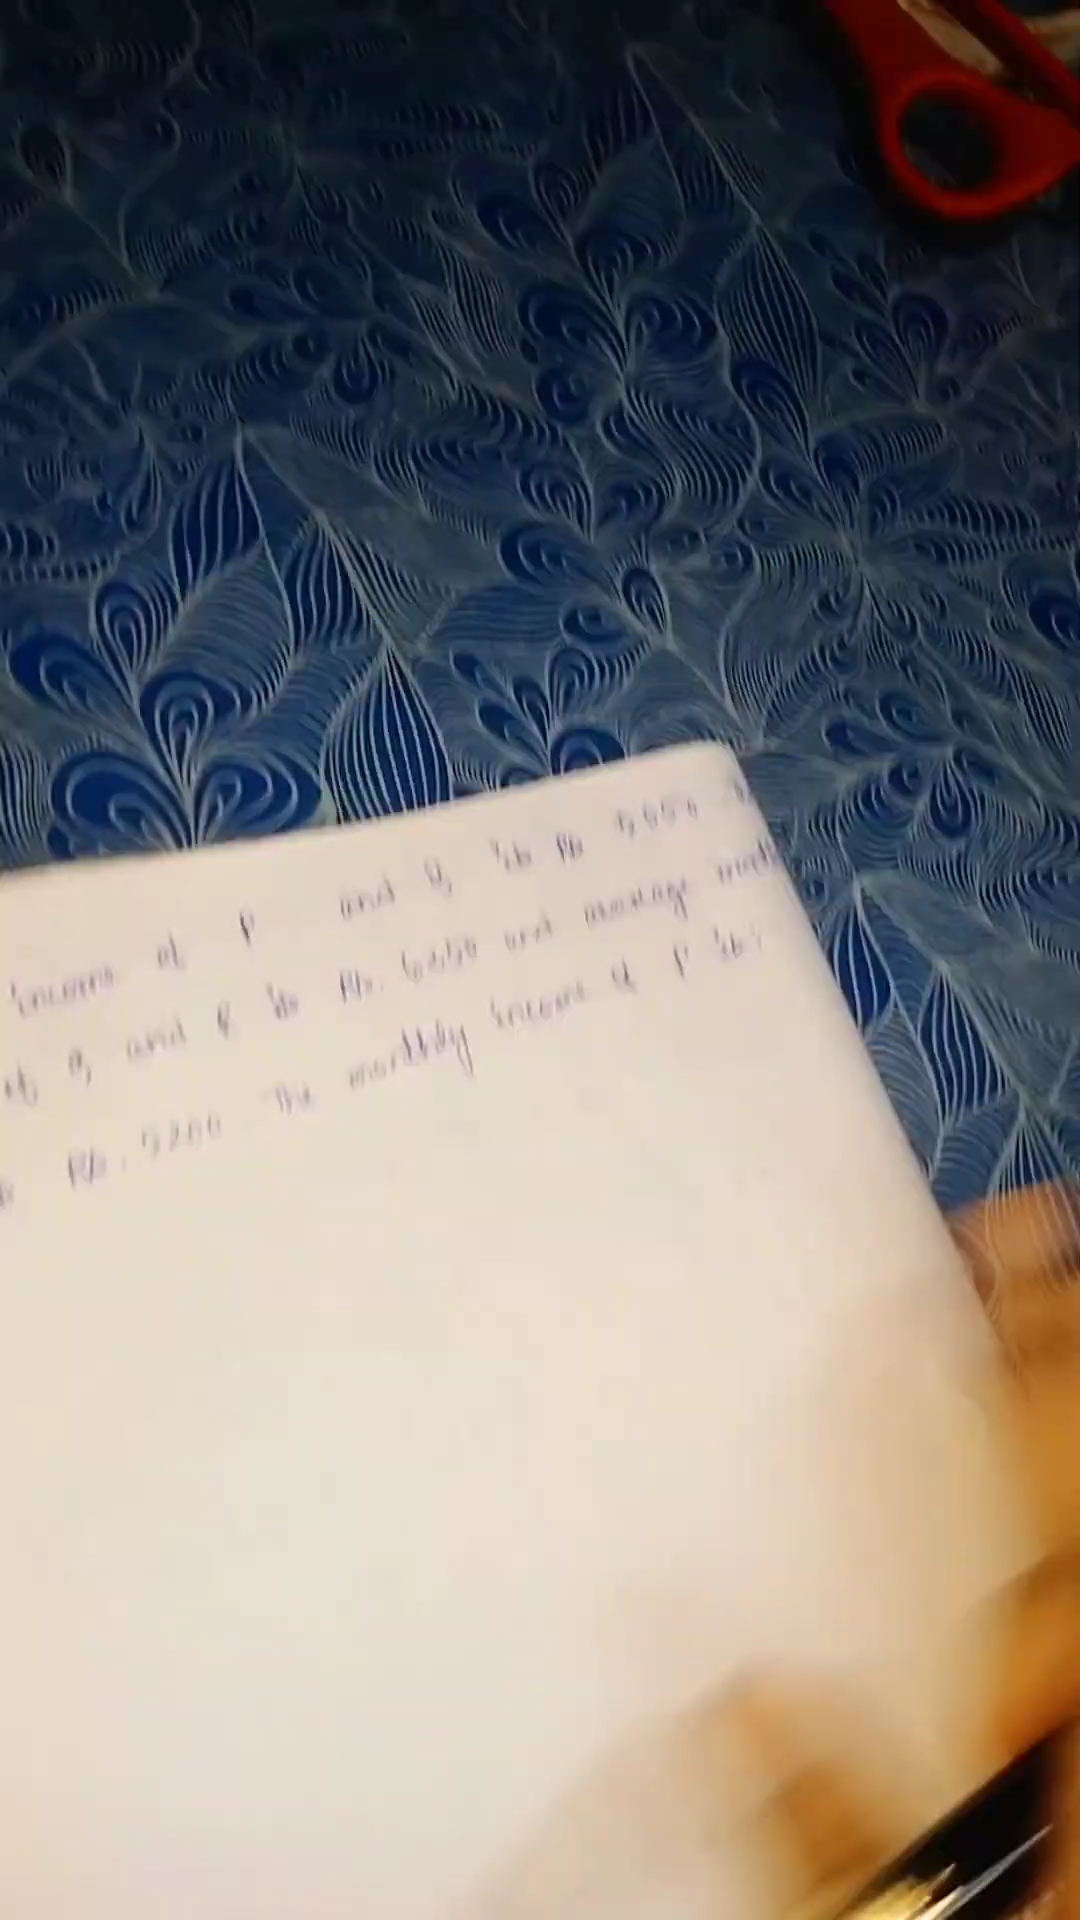 income of P and Q is Rs 5050
of Q and R is Rs. 6250 and average
Rs. 5200 The monthly income of P is: